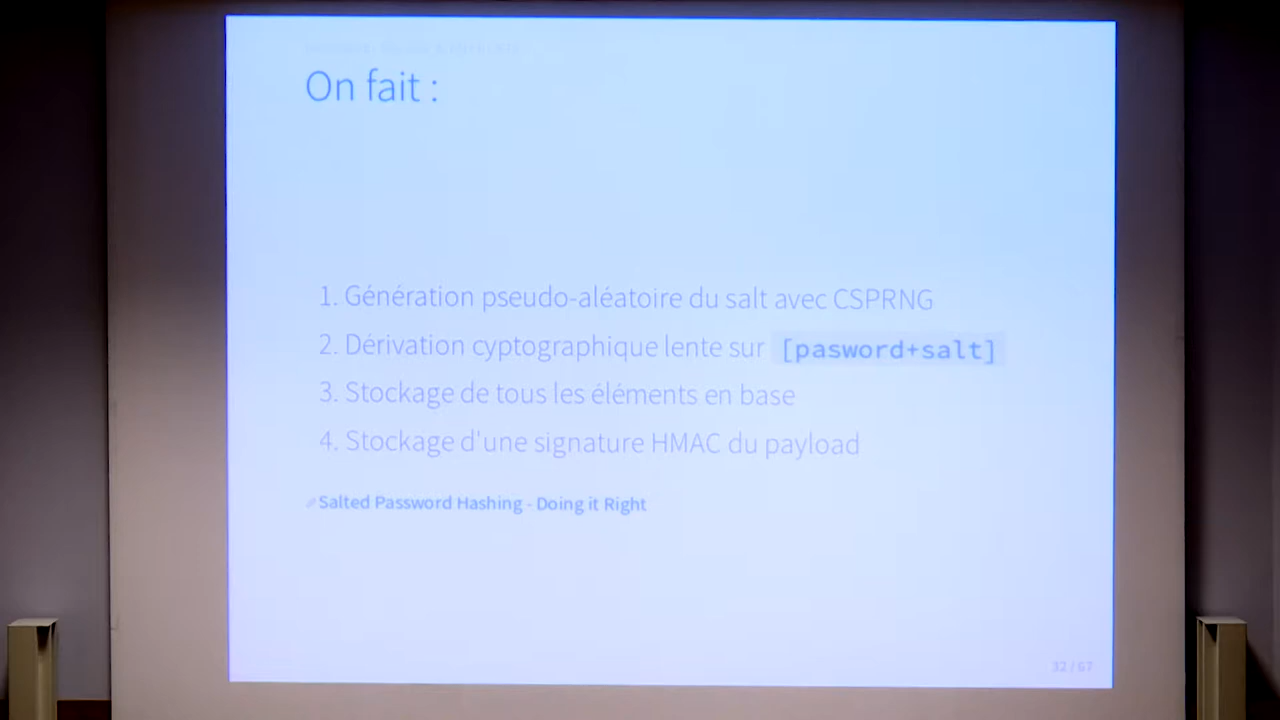 On fait :
1. Génération pseudo-aléatoire du salt avec CSPRNG
2. Dérivation cyptographique lente sur [pasword+salt]
3. Stockage de tous les éléments en base
4. Stockage d'une signature HMAC du payload
Salted Password Hashing - Doing it Right
32 / 67